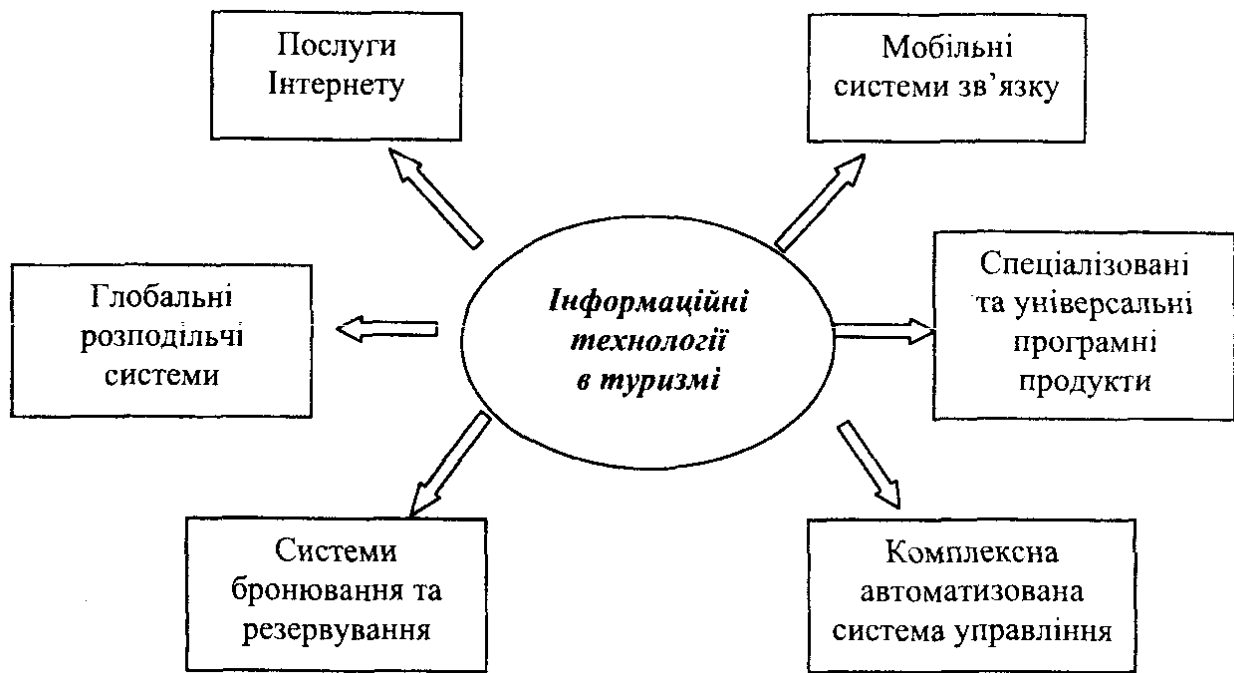 Послуги
Інтернету
Мобільні
системи зв’язку
Глобальні
розподільчі
системи
Інформаційні
технології
в туризмі
Спеціалізовані
та універсальні
програмні
продукти
Системи
бронювання та
резервування
Комплексна
автоматизована
система управління